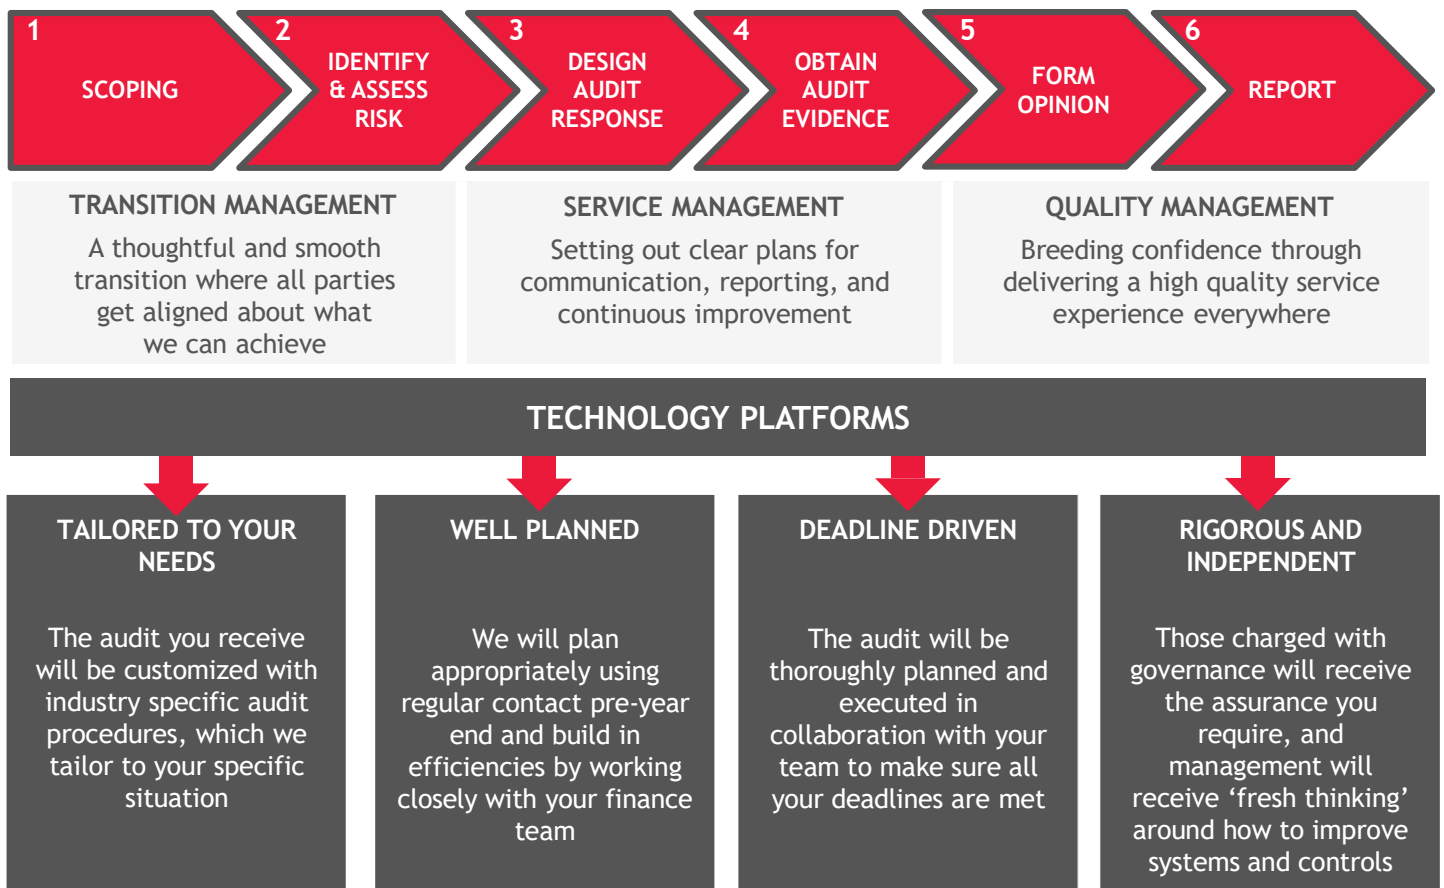 1
SCOPING
2
IDENTIFY
& ASSESS
RISK
3
DESIGN
AUDIT
RESPONSE
4
OBTAIN
AUDIT
EVIDENCE
5
FORM
OPINION
6
REPORT
TRANSITION MANAGEMENT
A thoughtful and smooth
transition where all parties
get aligned about what
we can achieve
SERVICE MANAGEMENT
Setting out clear plans for
communication, reporting, and
continuous improvement
QUALITY MANAGEMENT
Breeding confidence through
delivering a high quality service
experience everywhere
TECHNOLOGY PLATFORMS
TAILORED TO YOUR
NEEDS
The audit you receive
will be customized with
industry specific audit
procedures, which we
tailor to your specific
situation
WELL PLANNED
We will plan
appropriately using
regular contact pre-year
end and build in
efficiencies by working
closely with your finance
team
DEADLINE DRIVEN
The audit will be
thoroughly planned and
executed in
collaboration with your
team to make sure all
your deadlines are met
RIGOROUS AND
INDEPENDENT
Those charged with
governance will receive
the assurance you
require, and
management will
receive ‘fresh thinking’
around how to improve
systems and controls